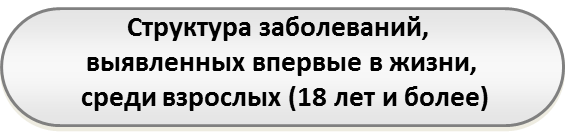 Структура заболеваний,
выявленных впервые в жизни,
среди взрослых (18 лет и более)